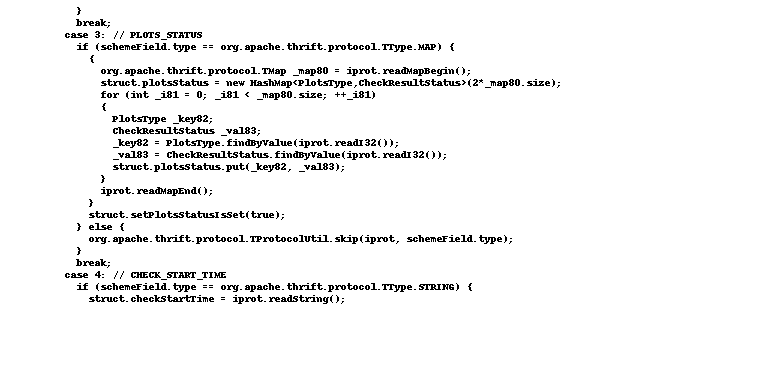 }
break;
case 3: // PLOTS_STATUS
if (schemeField.type == org.apache.thrift.protocol.TType.MAP) {
{
org.apache.thrift.protocol.TMap _map80 = iprot.readMapBegin();
struct.plotsStatus = new HashMap<PlotsType,CheckResultStatus>(2*_map80.size);
for (int _i81 = 0; _i81 < _map80.size; ++_i81)
{
PlotsType _key82;
CheckResultStatus _val83;
_key82 = PlotsType.findByValue(iprot.readI32());
_val83 = CheckResultStatus.findByValue(iprot.readI32());
struct.plotsStatus.put(_key82, _val83);
}
iprot.readMapEnd();
}
struct.setPlotsStatusIsSet(true);
} else {
org.apache.thrift.protocol.TProtocolUtil.skip(iprot, schemeField.type);
}
break;
case 4: // CHECK_START_TIME
if (schemeField.type == org.apache.thrift.protocol.TType.STRING) {
struct.checkStartTime = iprot.readString();